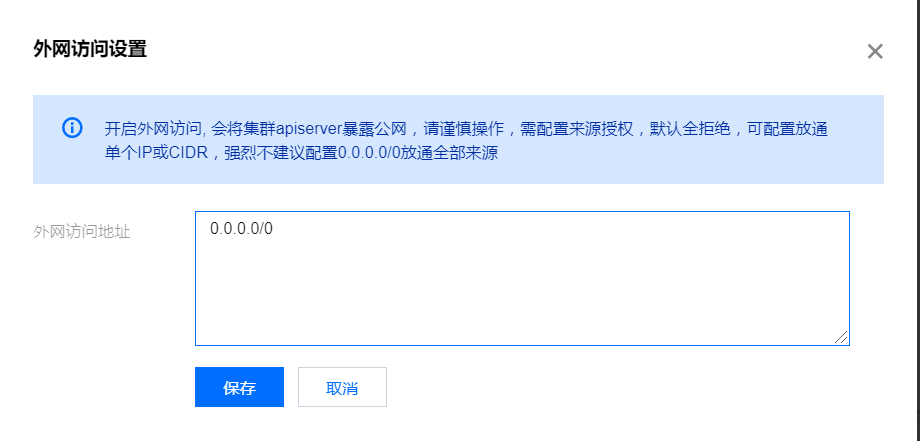 外网访问设置
开启外网访问, 会将集群apiserver暴露公网，请谨慎操作，需配置来源授权，默认全拒绝，可配置放通
单个IP或CIDR，强烈不建议配置0.0.0.0/0放通全部来源
外网访问地址
0.0.0.0/0
保存
取消